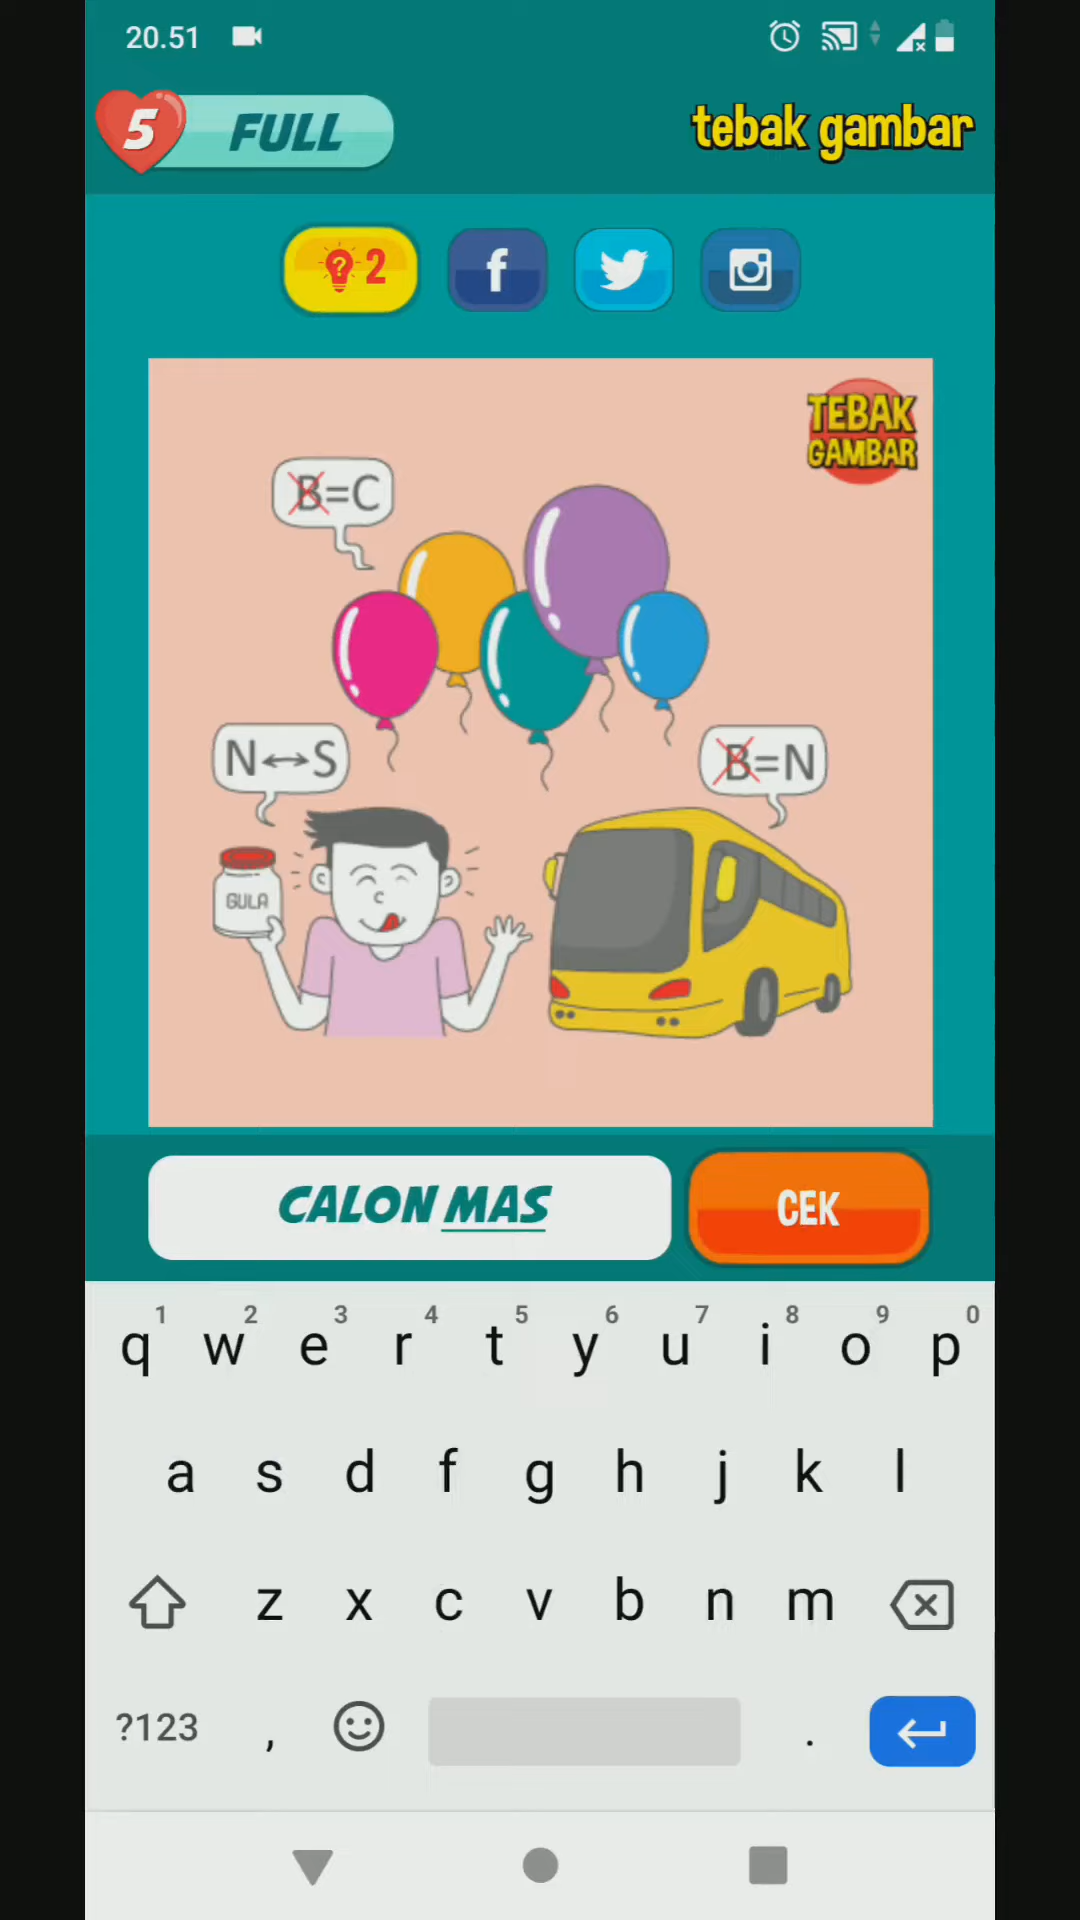 20.51
5 FULL
tebak gambar
? 2
f
TEBAK
GAMBAR
B=C
N↔S
B=N
GULA
CALON MAS
CEK
1 2 3 4 5 6 7 8 9 0
q w e r t y u i o p
a s d f g h j k l
z x c v b n m
?123 , .